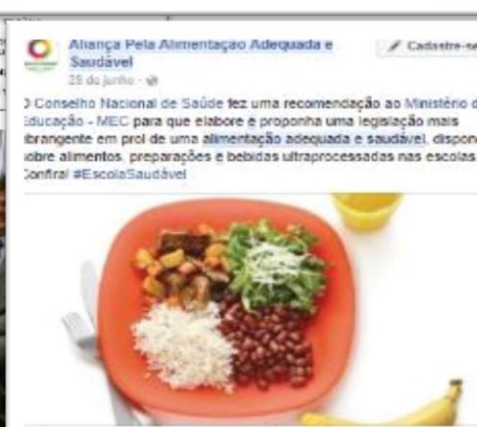 Aliança Pela Alimentação Adequada e
Saudável
Cadastre-se
28 de junho
O Conselho Nacional de Saúde fez uma recomendação ao Ministério d
Educação - MEC para que elabore e proponha uma legislação mais
abrangente em prol de uma alimentação adequada e saudável, dispon
sobre alimentos, preparações e bebidas ultraprocessadas nas escolas.
Confira! #EscolaSaudável